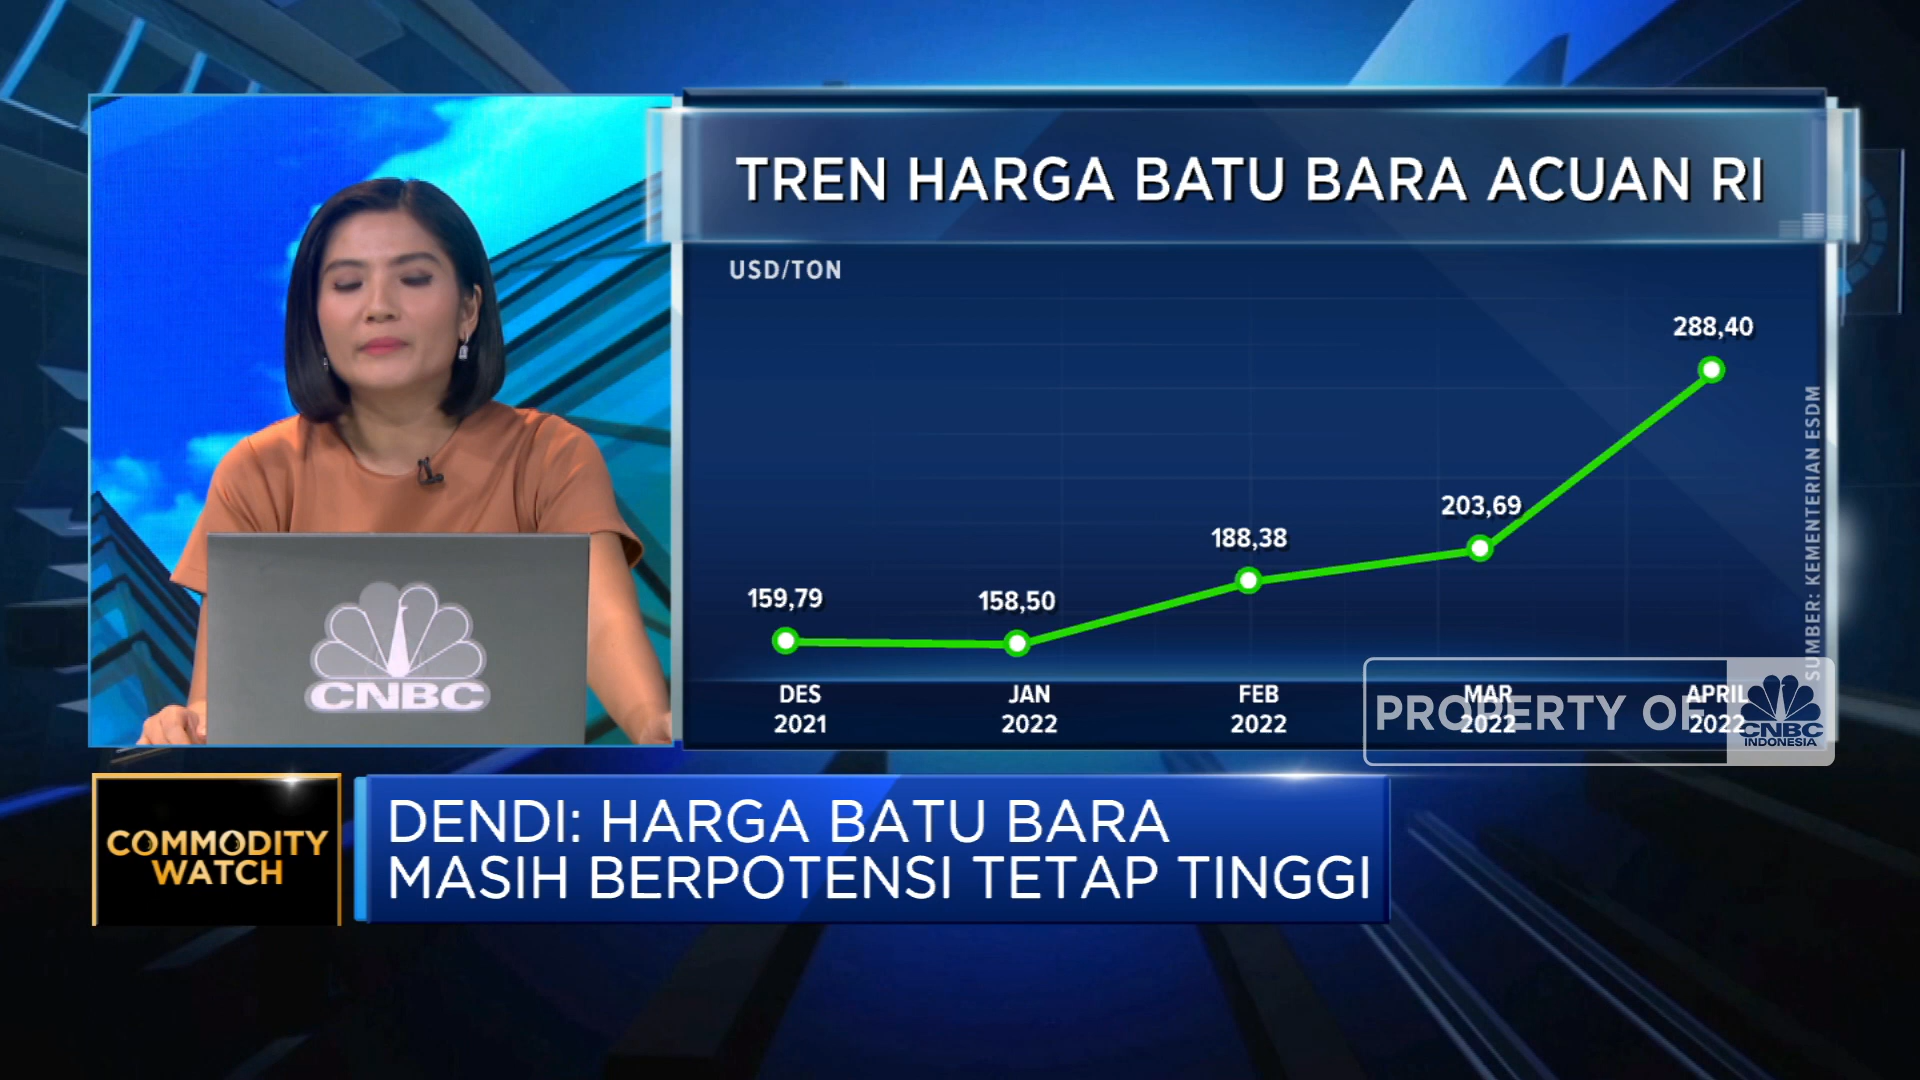 TREN HARGA BATU BARA ACUAN RI
USD/TON
159,79
158,50
188,38
203,69
288,40
DES
2021
JAN
2022
FEB
2022
MAR
2022
APRIL
2022
SUMBER: KEMENTERIAN ESDM
PROPERTY OF
CNBC
INDONESIA
CNBC
COMMODITY
WATCH
DENDI: HARGA BATU BARA
MASIH BERPOTENSI TETAP TINGGI